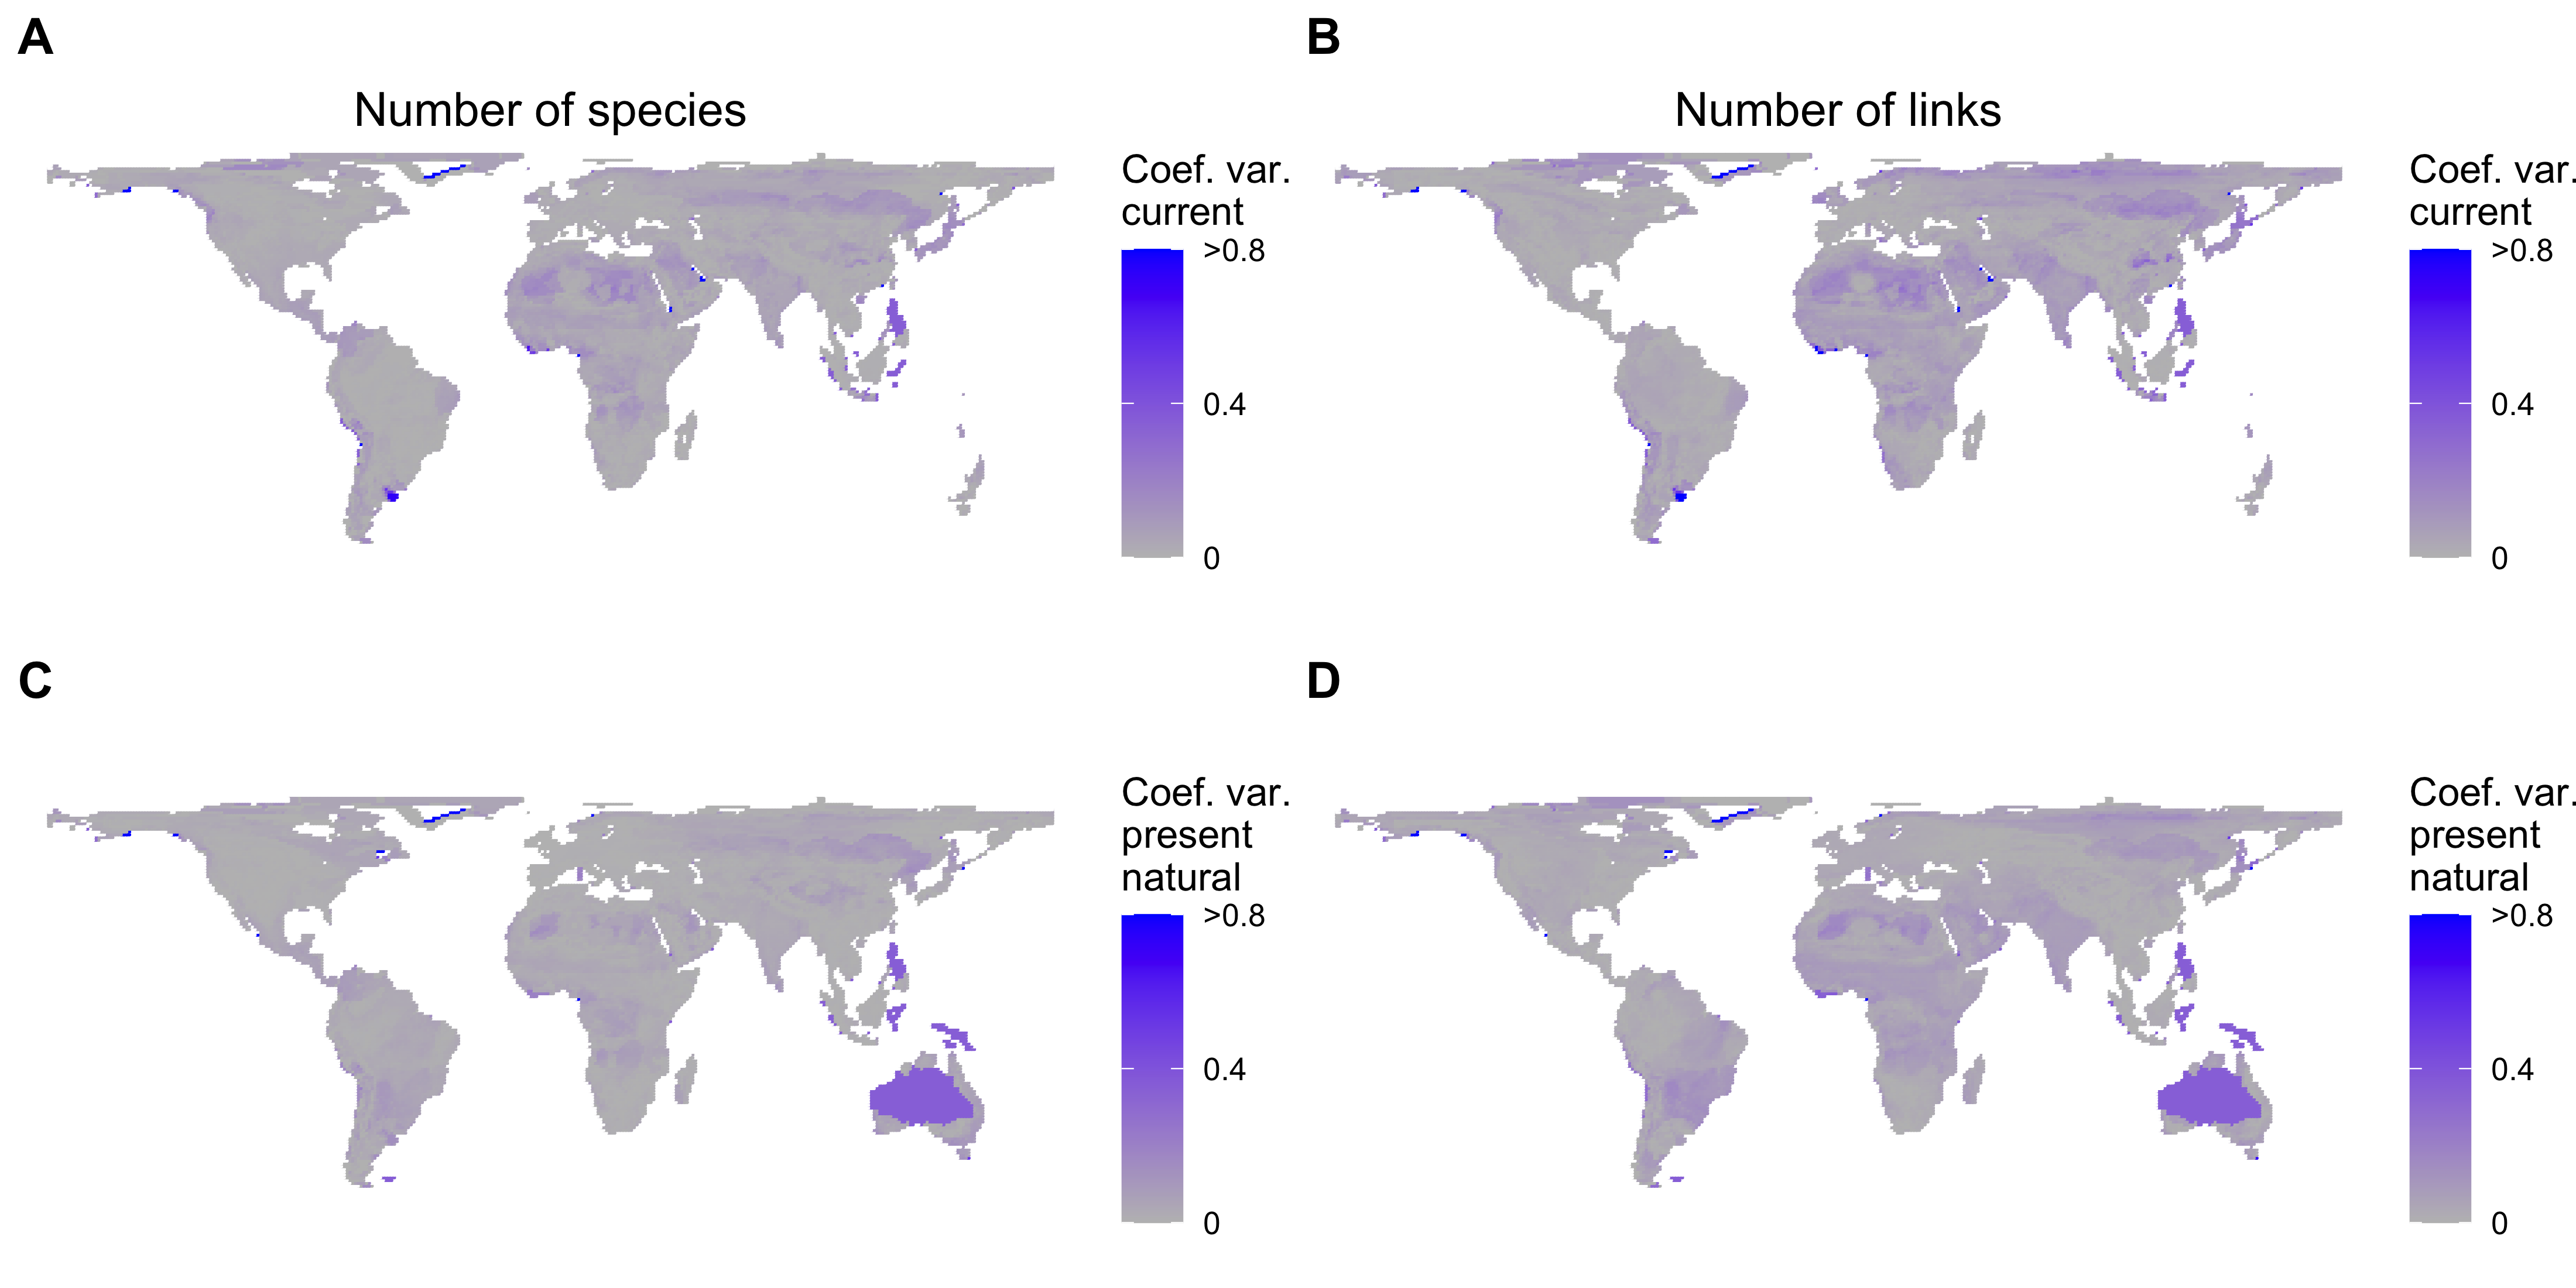 A
B
Number of species
Number of links
Coef. var.
current
>0.8
0.4
0
Coef. var.
current
>0.8
0.4
0
C
D
Coef. var.
present
natural
>0.8
0.4
0
Coef. var.
present
natural
>0.8
0.4
0